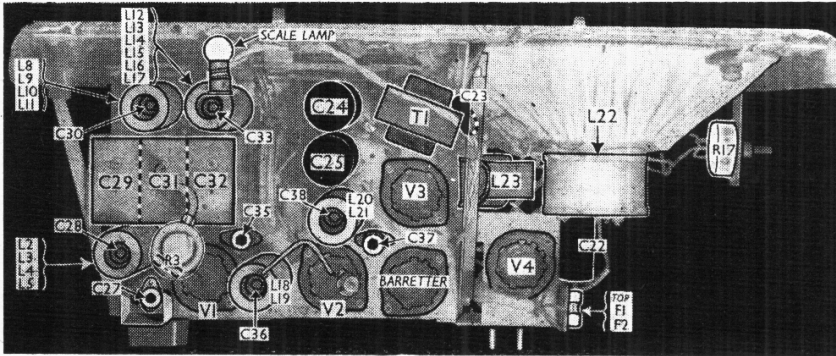 L12
L13
L14
L15
L16
L17
SCALE LAMP
L8
L9
L10
L11
C30
C33
C24
T1
C23
L22
R17
C25
C29
C31
C32
V3
L23
C38
L20
L21
C35
C37
C28
L2
L3
L4
L5
R3
C27
V1
C36
L18
L19
V2
BARRETTER
V4
C22
TOP
F1
F2